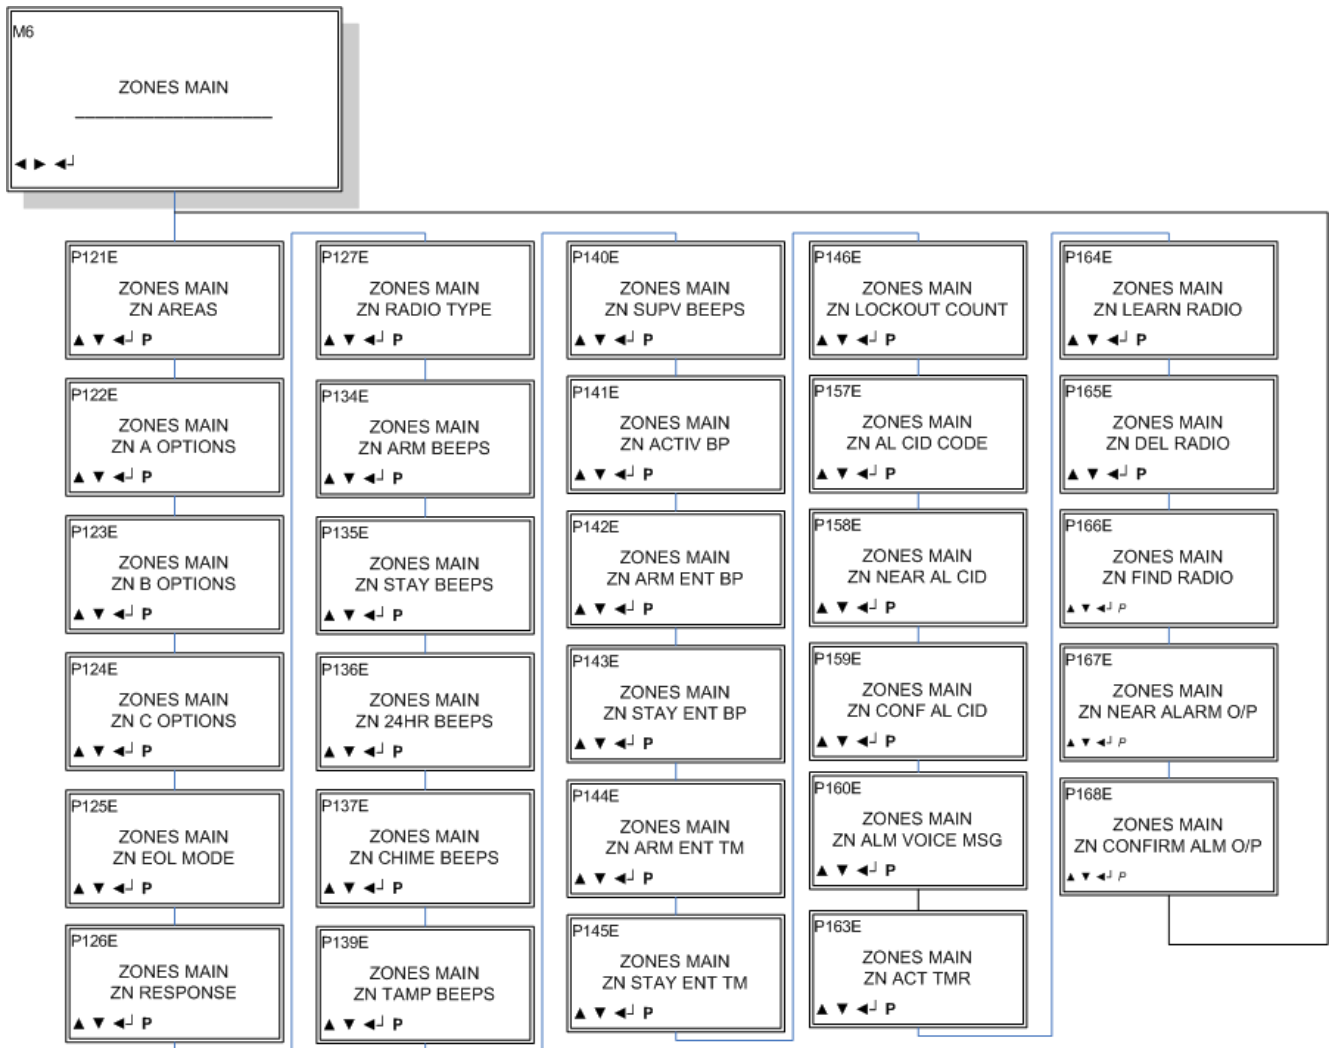 M6
ZONES MAIN
____________________
◄ ► ◄┘
P121E
ZONES MAIN
ZN AREAS
▲ ▼ ◄┘ P
P122E
ZONES MAIN
ZN A OPTIONS
▲ ▼ ◄┘ P
P123E
ZONES MAIN
ZN B OPTIONS
▲ ▼ ◄┘ P
P124E
ZONES MAIN
ZN C OPTIONS
▲ ▼ ◄┘ P
P125E
ZONES MAIN
ZN EOL MODE
▲ ▼ ◄┘ P
P126E
ZONES MAIN
ZN RESPONSE
▲ ▼ ◄┘ P
P127E
ZONES MAIN
ZN RADIO TYPE
▲ ▼ ◄┘ P
P134E
ZONES MAIN
ZN ARM BEEPS
▲ ▼ ◄┘ P
P135E
ZONES MAIN
ZN STAY BEEPS
▲ ▼ ◄┘ P
P136E
ZONES MAIN
ZN 24HR BEEPS
▲ ▼ ◄┘ P
P137E
ZONES MAIN
ZN CHIME BEEPS
▲ ▼ ◄┘ P
P139E
ZONES MAIN
ZN TAMP BEEPS
▲ ▼ ◄┘ P
P140E
ZONES MAIN
ZN SUPV BEEPS
▲ ▼ ◄┘ P
P141E
ZONES MAIN
ZN ACTIV BP
▲ ▼ ◄┘ P
P142E
ZONES MAIN
ZN ARM ENT BP
▲ ▼ ◄┘ P
P143E
ZONES MAIN
ZN STAY ENT BP
▲ ▼ ◄┘ P
P144E
ZONES MAIN
ZN ARM ENT TM
▲ ▼ ◄┘ P
P145E
ZONES MAIN
ZN STAY ENT TM
▲ ▼ ◄┘ P
P146E
ZONES MAIN
ZN LOCKOUT COUNT
▲ ▼ ◄┘ P
P157E
ZONES MAIN
ZN AL CID CODE
▲ ▼ ◄┘ P
P158E
ZONES MAIN
ZN NEAR AL CID
▲ ▼ ◄┘ P
P159E
ZONES MAIN
ZN CONF AL CID
▲ ▼ ◄┘ P
P160E
ZONES MAIN
ZN ALM VOICE MSG
▲ ▼ ◄┘ P
P163E
ZONES MAIN
ZN ACT TMR
▲ ▼ ◄┘ P
P164E
ZONES MAIN
ZN LEARN RADIO
▲ ▼ ◄┘ P
P165E
ZONES MAIN
ZN DEL RADIO
▲ ▼ ◄┘ P
P166E
ZONES MAIN
ZN FIND RADIO
▲ ▼ ◄┘ P
P167E
ZONES MAIN
ZN NEAR ALARM O/P
▲ ▼ ◄┘ P
P168E
ZONES MAIN
ZN CONFIRM ALM O/P
▲ ▼ ◄┘ P